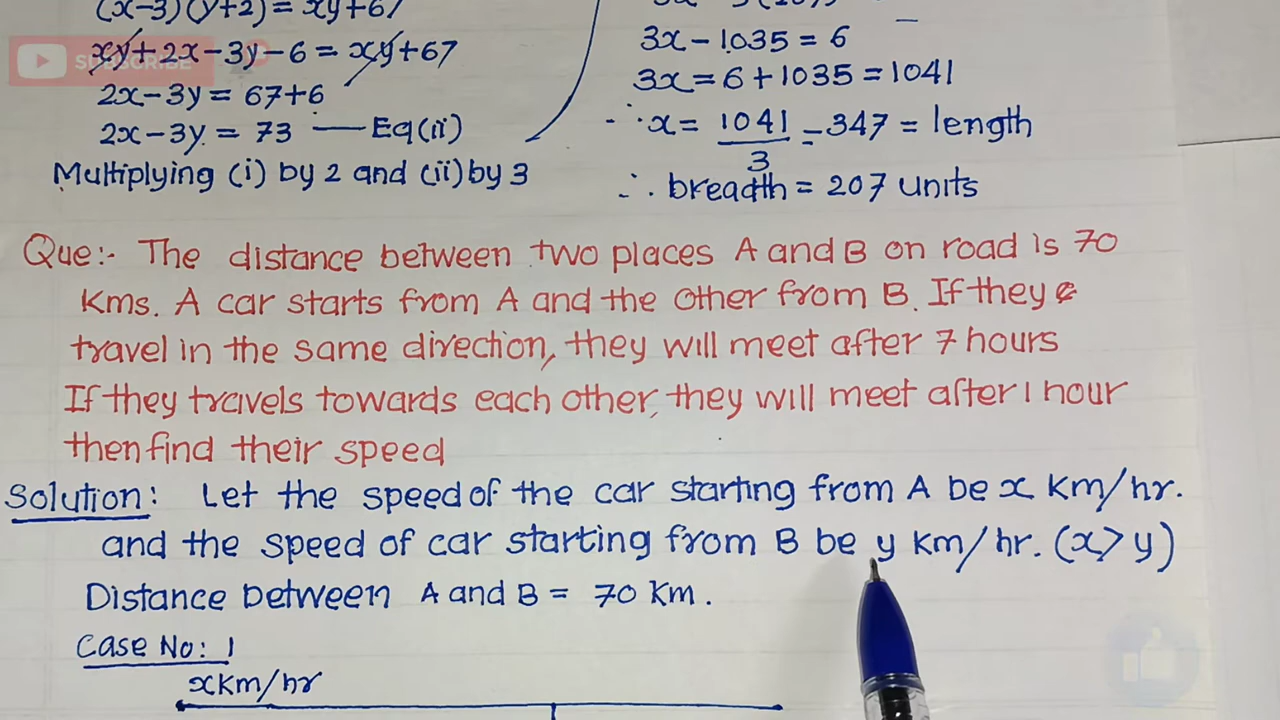 (x-3)(y+2) = xy+67
xy+2x-3y-6 = xy+67
2x-3y = 67+6
2x-3y = 73 — Eq(ii)
Multiplying (i) by 2 and (ii) by 3
3x-1035 = 6
3x = 6+1035 = 1041
∴ x = 1041/3 = 347 = length
∴ breadth = 207 units
SUBSCRIBE
Que:- The distance between two places A and B on road is 70
Kms. A car starts from A and the other from B. If they
travel in the same direction, they will meet after 7 hours
If they travels towards each other, they will meet after 1 hour
then find their speed
Solution: Let the speed of the car starting from A be x Km/hr.
and the speed of car starting from B be y Km/hr. (x>y)
Distance between A and B = 70 Km.
Case No: 1
xKm/hr